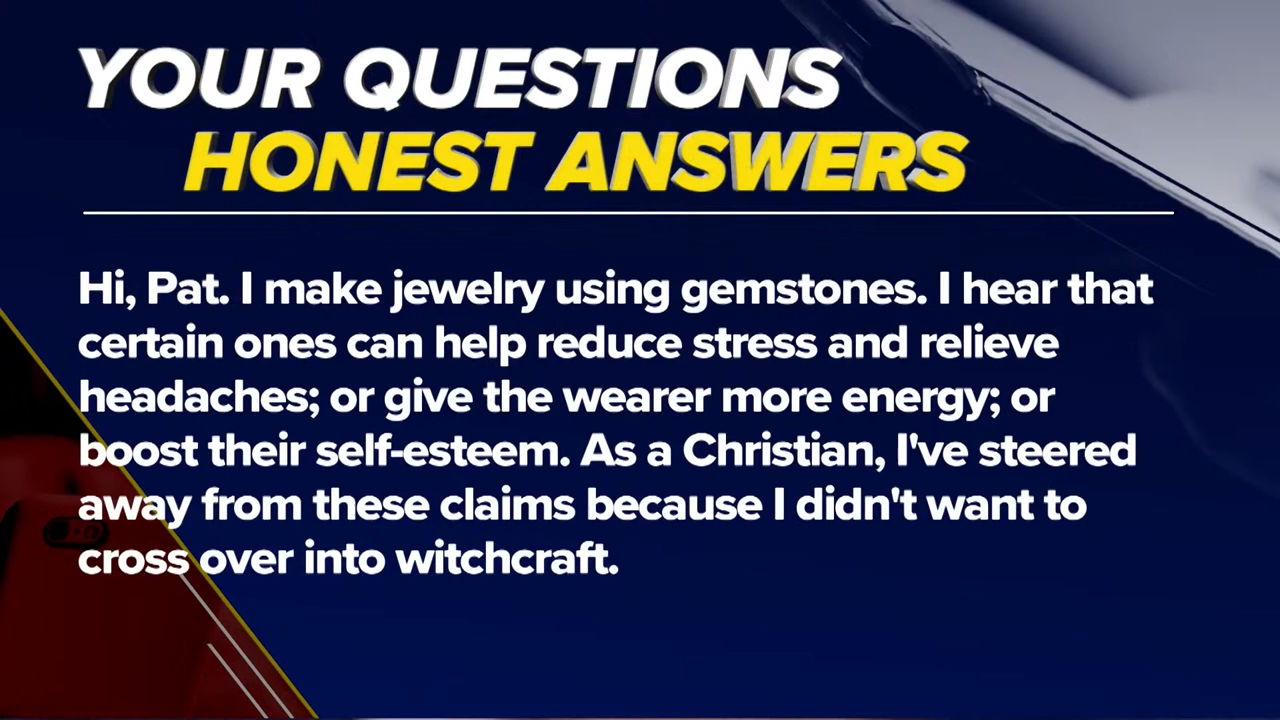 YOUR QUESTIONS
HONEST ANSWERS
Hi, Pat. I make jewelry using gemstones. I hear that
certain ones can help reduce stress and relieve
headaches; or give the wearer more energy; or
boost their self-esteem. As a Christian, I've steered
away from these claims because I didn't want to
cross over into witchcraft.